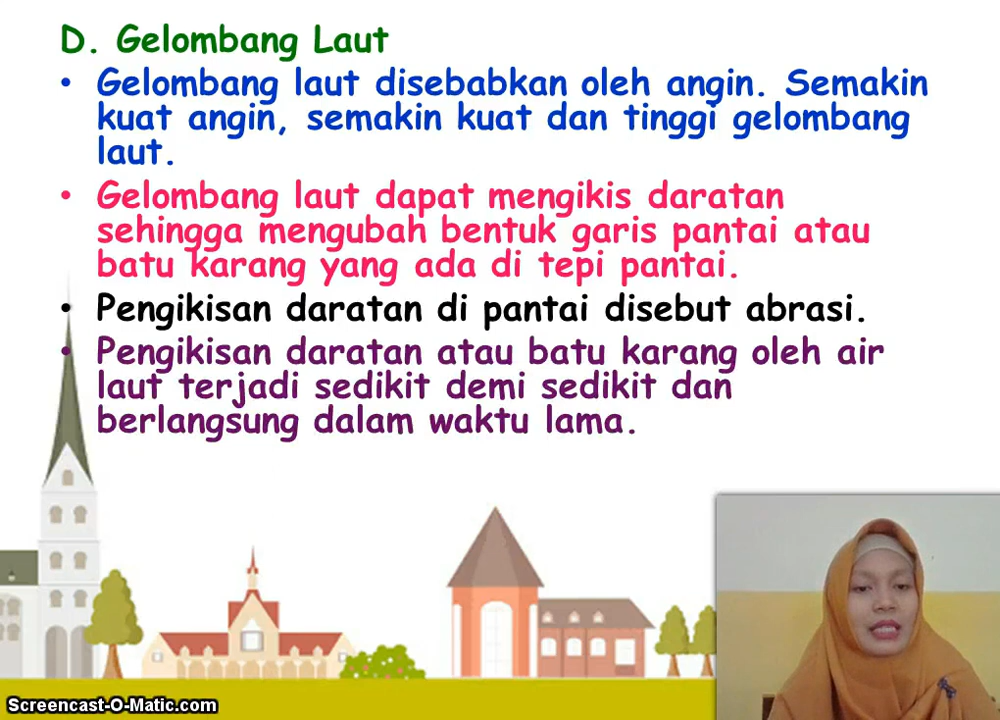 D. Gelombang Laut
• Gelombang laut disebabkan oleh angin. Semakin
kuat angin, semakin kuat dan tinggi gelombang
laut.
• Gelombang laut dapat mengikis daratan
sehingga mengubah bentuk garis pantai atau
batu karang yang ada di tepi pantai.
• Pengikisan daratan di pantai disebut abrasi.
• Pengikisan daratan atau batu karang oleh air
laut terjadi sedikit demi sedikit dan
berlangsung dalam waktu lama.
Screencast-O-Matic.com